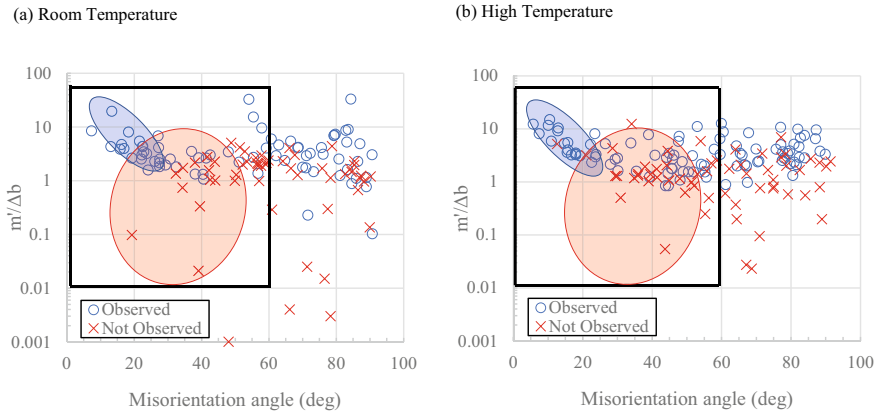 (a) Room Temperature
(b) High Temperature
100
10
1
0.1
0.01
0.001
m'/Δb
0 20 40 60 80 100
Misorientation angle (deg)
Observed
Not Observed
100
10
1
0.1
0.01
0.001
m'/Δb
0 20 40 60 80 100
Misorientation angle (deg)
Observed
Not Observed